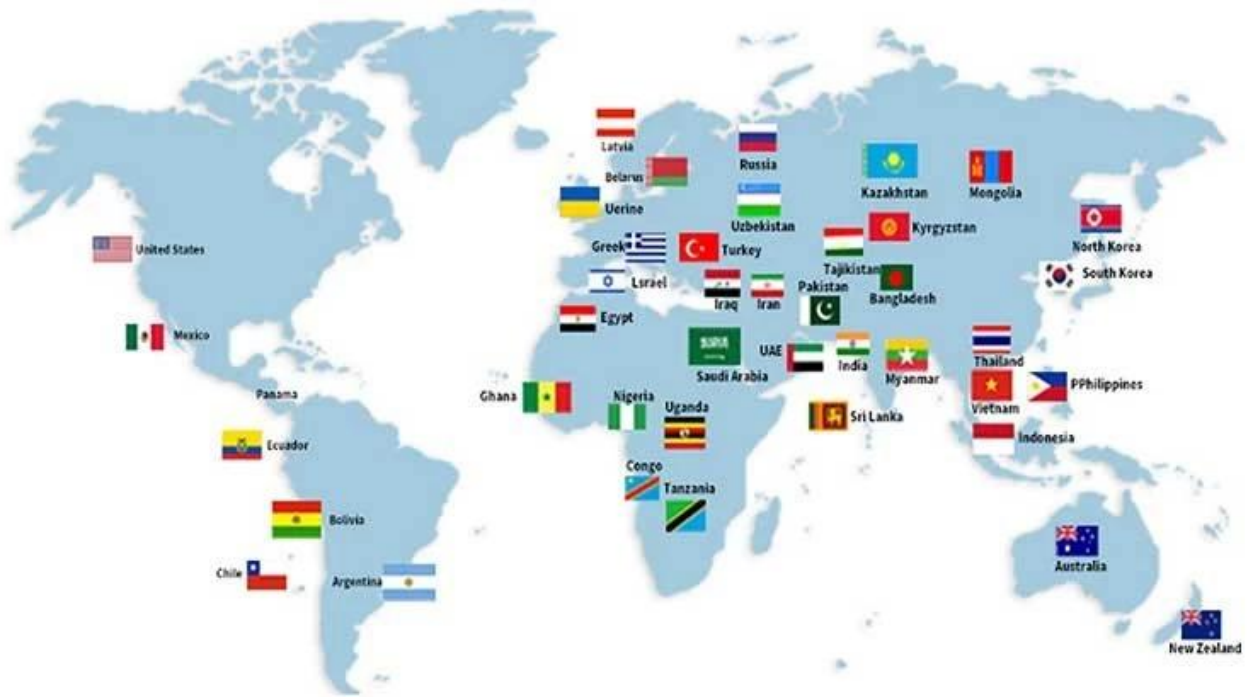 Latvia
Russia
Belarus
Kazakhstan
Mongolia
Uerine
Uzbekistan
Kyrgyzstan
North Korea
United States
Greek
Turkey
Tajikistan
South Korea
Lsrael
Iraq
Iran
Pakistan
Bangladesh
Egypt
Mexico
Saudi Arabia
UAE
India
Myanmar
Thailand
Panama
Ghana
Nigeria
Uganda
Sri Lanka
Vietnam
PPhilippines
Ecuador
Indonesia
Congo
Tanzania
Bolivia
Australia
Chile
Argentina
New Zealand